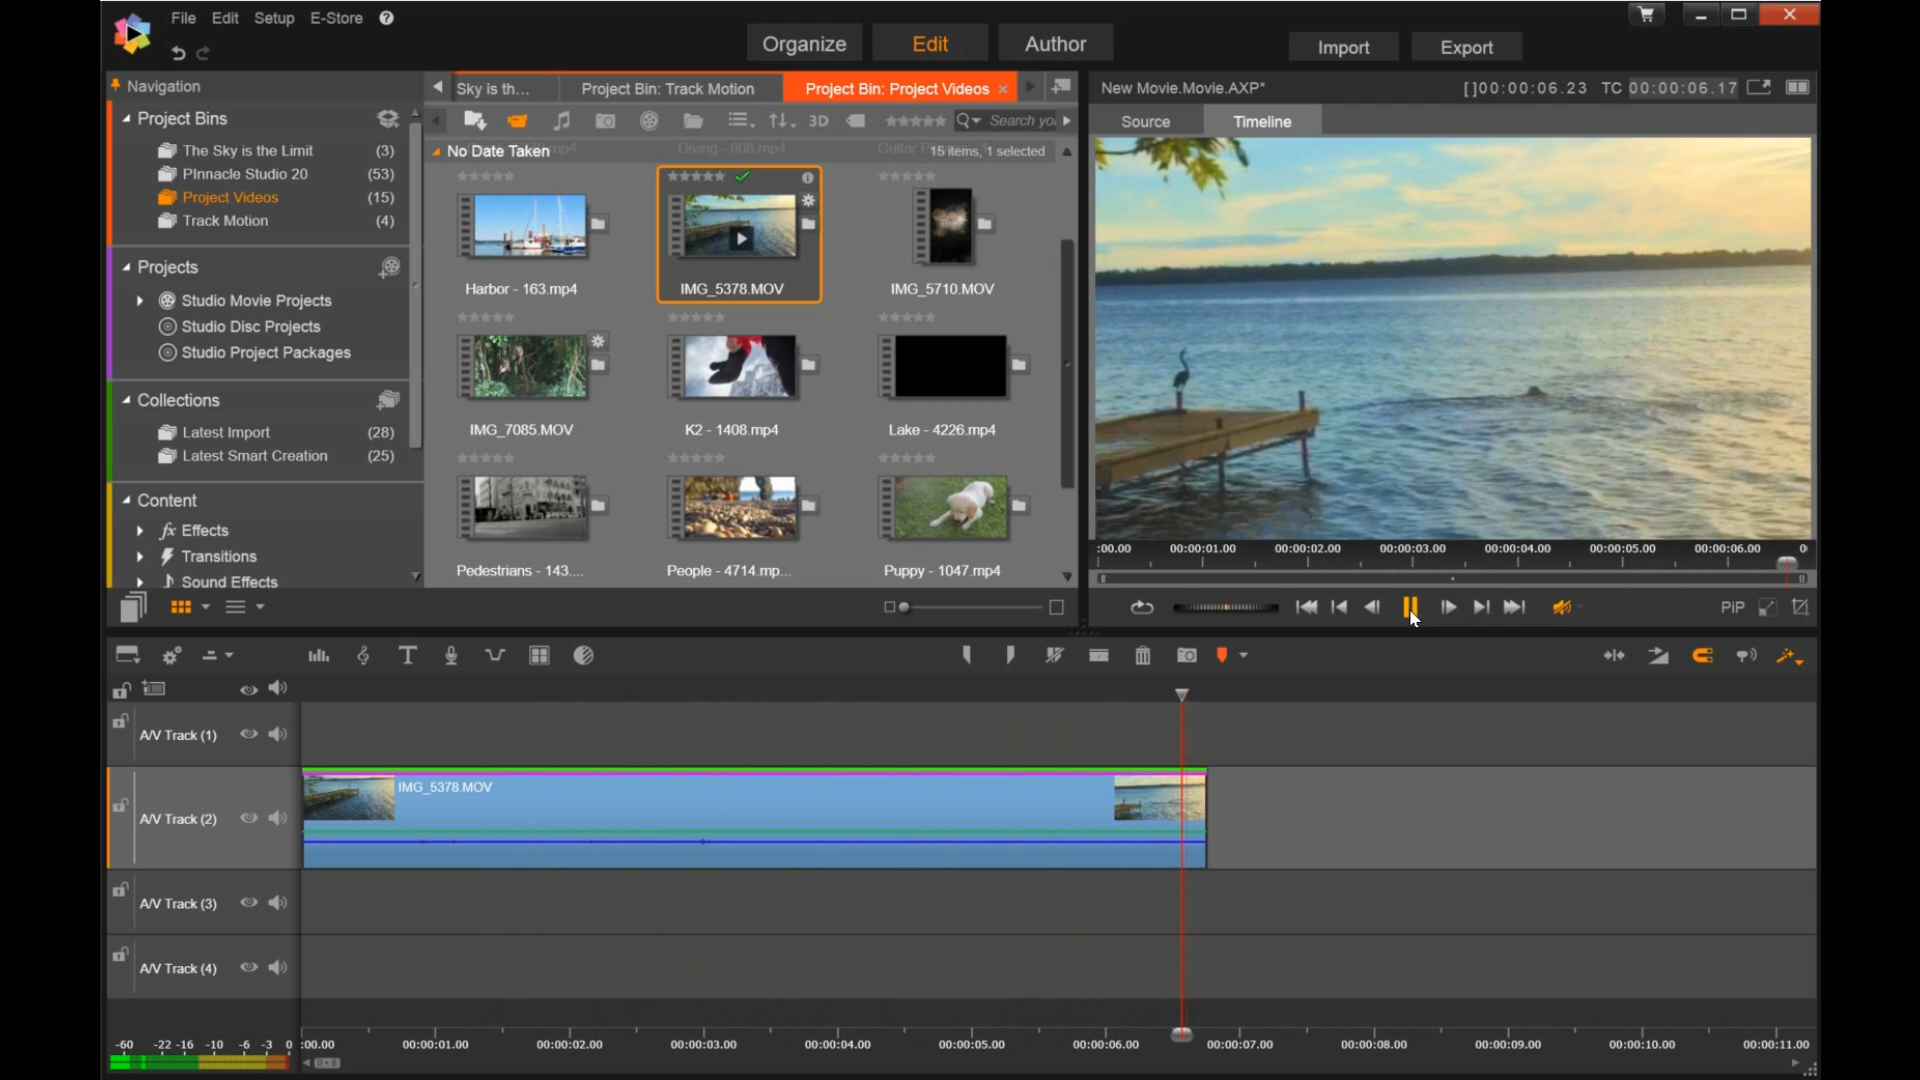 File Edit Setup E-Store ?
Organize Edit Author Import Export
Navigation
Project Bins
The Sky is the Limit (3)
PInnacle Studio 20 (53)
Project Videos (15)
Track Motion (4)
Projects
Studio Movie Projects
Studio Disc Projects
Studio Project Packages
Collections
Latest Import (28)
Latest Smart Creation (25)
Content
fx Effects
Transitions
Sound Effects
Sky is th... Project Bin: Track Motion Project Bin: Project Videos ×
3D Search yo
No Date Taken 15 items, 1 selected
Diving - 908.mp4
Harbor - 163.mp4 IMG_5378.MOV IMG_5710.MOV
IMG_7085.MOV K2 - 1408.mp4 Lake - 4226.mp4
Pedestrians - 143.... People - 4714.mp... Puppy - 1047.mp4
New Movie.Movie.AXP* []00:00:06.23 TC 00:00:06.17
Source Timeline
:00.00 00:00:01.00 00:00:02.00 00:00:03.00 00:00:04.00 00:00:05.00 00:00:06.00 0
PiP
A/V Track (1)
A/V Track (2)
IMG_5378.MOV
A/V Track (3)
A/V Track (4)
-60 -22 -16 -10 -6 -3 0
:00.00 00:00:01.00 00:00:02.00 00:00:03.00 00:00:04.00 00:00:05.00 00:00:06.00 00:00:07.00 00:00:08.00 00:00:09.00 00:00:10.00 00:00:11.00